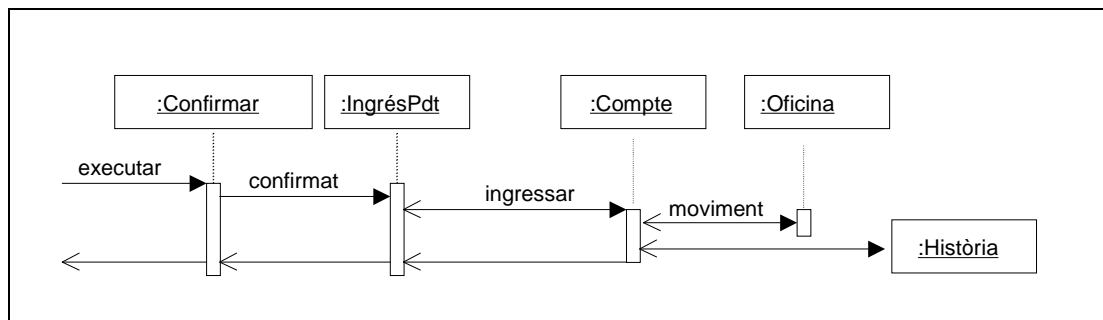 :Confirmar
:IngrésPdt
:Compte
:Oficina
executar
confirmat
ingressar
moviment
:Història